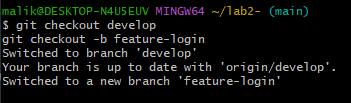 malik@DESKTOP-N4U5EUV MINGW64 ~/lab2- (main)
$ git checkout develop
git checkout -b feature-login
Switched to branch 'develop'
Your branch is up to date with 'origin/develop'.
Switched to a new branch 'feature-login'